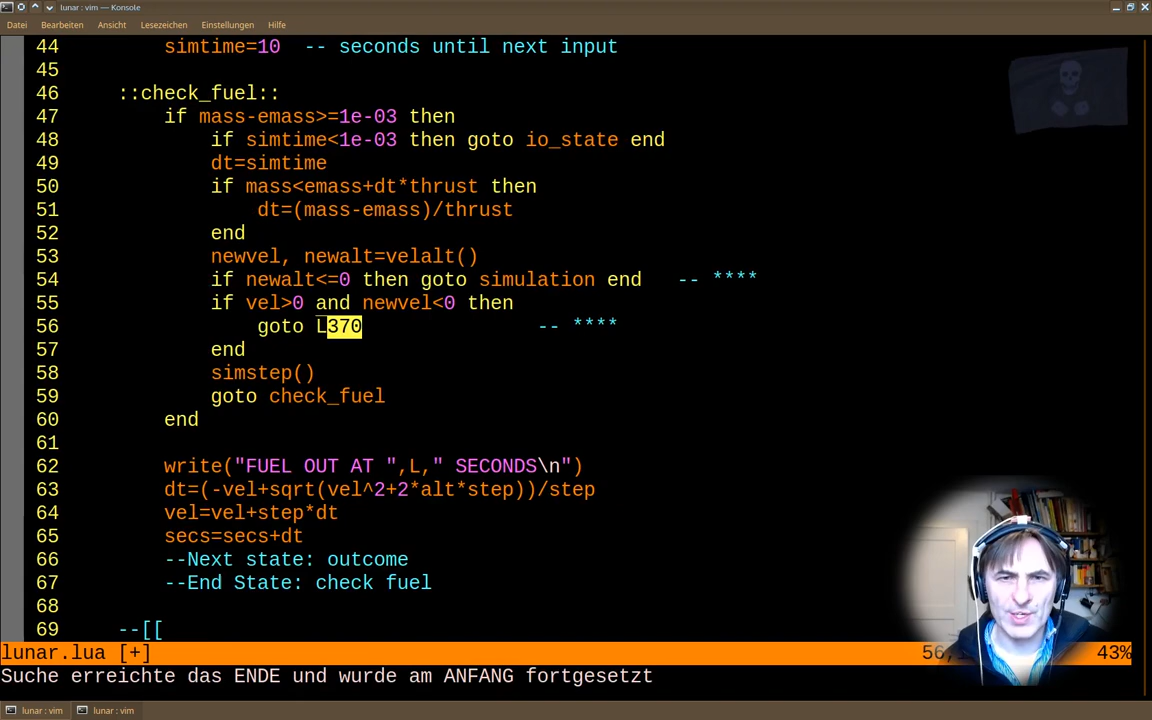 lunar : vim — Konsole
Datei Bearbeiten Ansicht Lesezeichen Einstellungen Hilfe
44 simtime=10 -- seconds until next input
45
46 ::check_fuel::
47 if mass-emass>=1e-03 then
48 if simtime<1e-03 then goto io_state end
49 dt=simtime
50 if mass<emass+dt*thrust then
51 dt=(mass-emass)/thrust
52 end
53 newvel, newalt=velalt()
54 if newalt<=0 then goto simulation end -- ****
55 if vel>0 and newvel<0 then
56 goto L370 -- ****
57 end
58 simstep()
59 goto check_fuel
60 end
61
62 write("FUEL OUT AT ",L," SECONDS\n")
63 dt=(-vel+sqrt(vel^2+2*alt*step))/step
64 vel=vel+step*dt
65 secs=secs+dt
66 --Next state: outcome
67 --End State: check fuel
68
69 --[[
lunar.lua [+] 56, 43%
Suche erreichte das ENDE und wurde am ANFANG fortgesetzt
lunar : vim lunar : vim